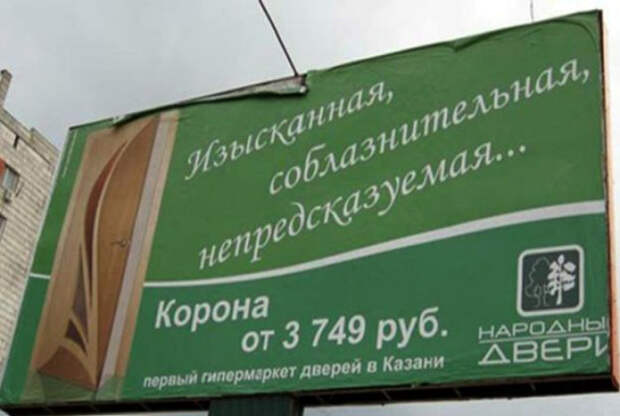 Изысканная,
соблазнительная,
непредсказуемая...
Корона
от 3 749 руб.
первый гипермаркет дверей в Казани
НАРОДНЫ
ДВЕРИ